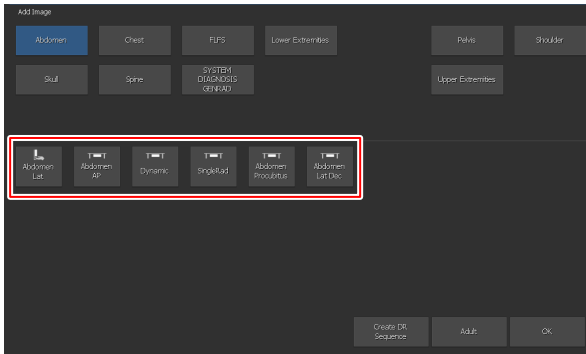 Add Image
Abdomen
Chest
FLFS
Lower Extremities
Pelvis
Shoulder
Skull
Spine
SYSTEM
DIAGNOSIS
GENRAD
Upper Extremities
Abdomen
Lat
Abdomen
AP
Dynamic
SingleRad
Abdomen
Procubitus
Abdomen
Lat Dec
Create DR
Sequence
Adult
OK